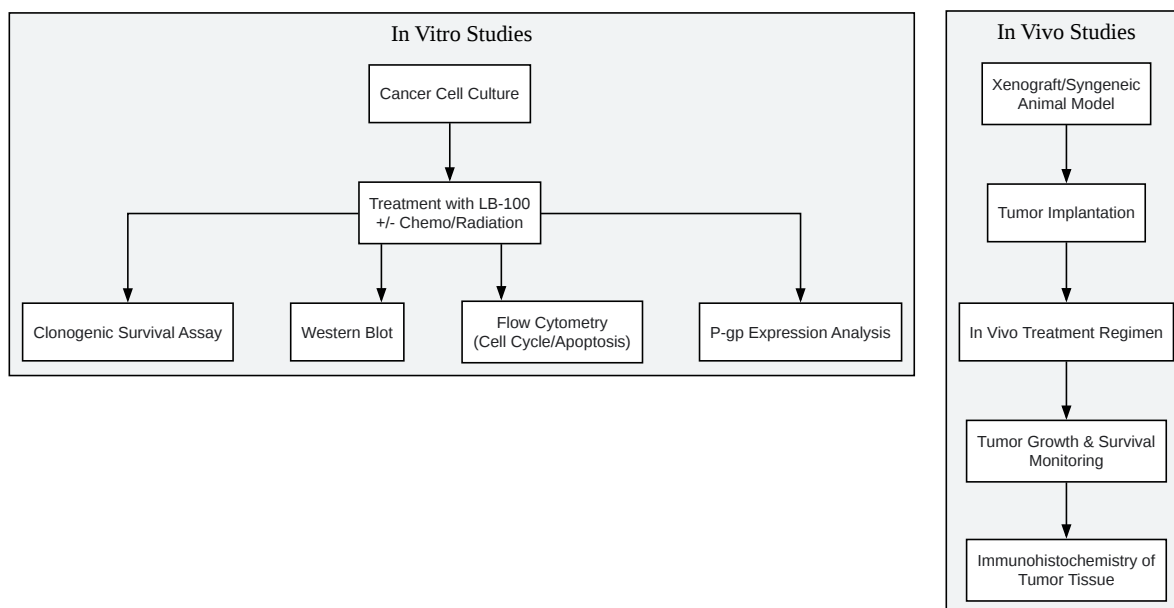 In Vitro Studies
Cancer Cell Culture
Treatment with LB-100
+/- Chemo/Radiation
Clonogenic Survival Assay
Western Blot
Flow Cytometry
(Cell Cycle/Apoptosis)
P-gp Expression Analysis
In Vivo Studies
Xenograft/Syngeneic
Animal Model
Tumor Implantation
In Vivo Treatment Regimen
Tumor Growth & Survival
Monitoring
Immunohistochemistry of
Tumor Tissue